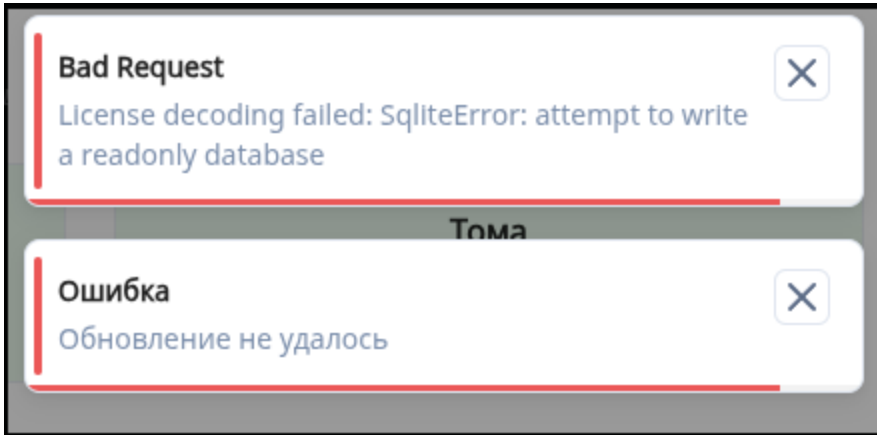 Bad Request
License decoding failed: SqliteError: attempt to write
a readonly database
Тома
Ошибка
Обновление не удалось